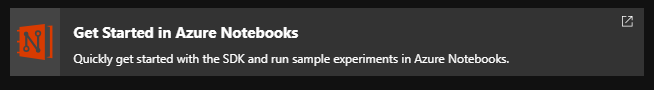 Get Started in Azure Notebooks
Quickly get started with the SDK and run sample experiments in Azure Notebooks.